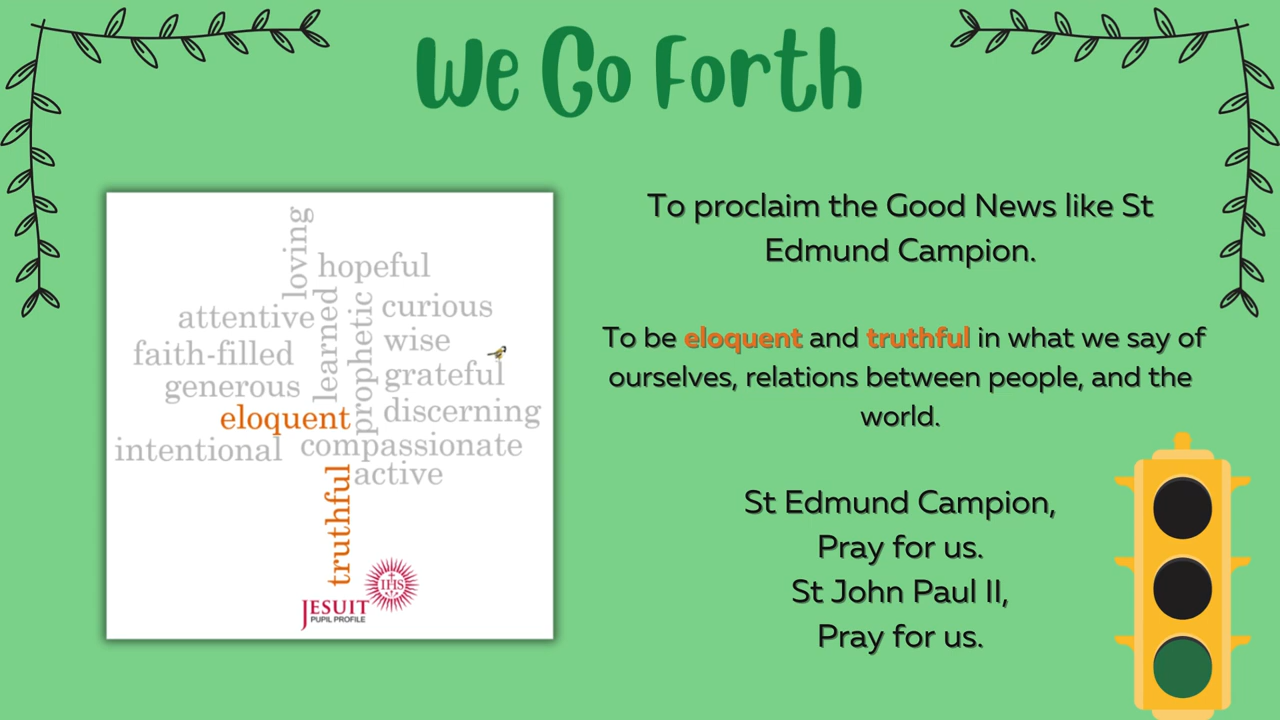 We Go Forth
loving
hopeful
learned
prophetic
curious
attentive
wise
faith-filled
grateful
generous
discerning
eloquent
compassionate
intentional
active
truthful
IHS
JESUIT
PUPIL PROFILE
To proclaim the Good News like St
Edmund Campion.
To be eloquent and truthful in what we say of
ourselves, relations between people, and the
world.
St Edmund Campion,
Pray for us.
St John Paul II,
Pray for us.